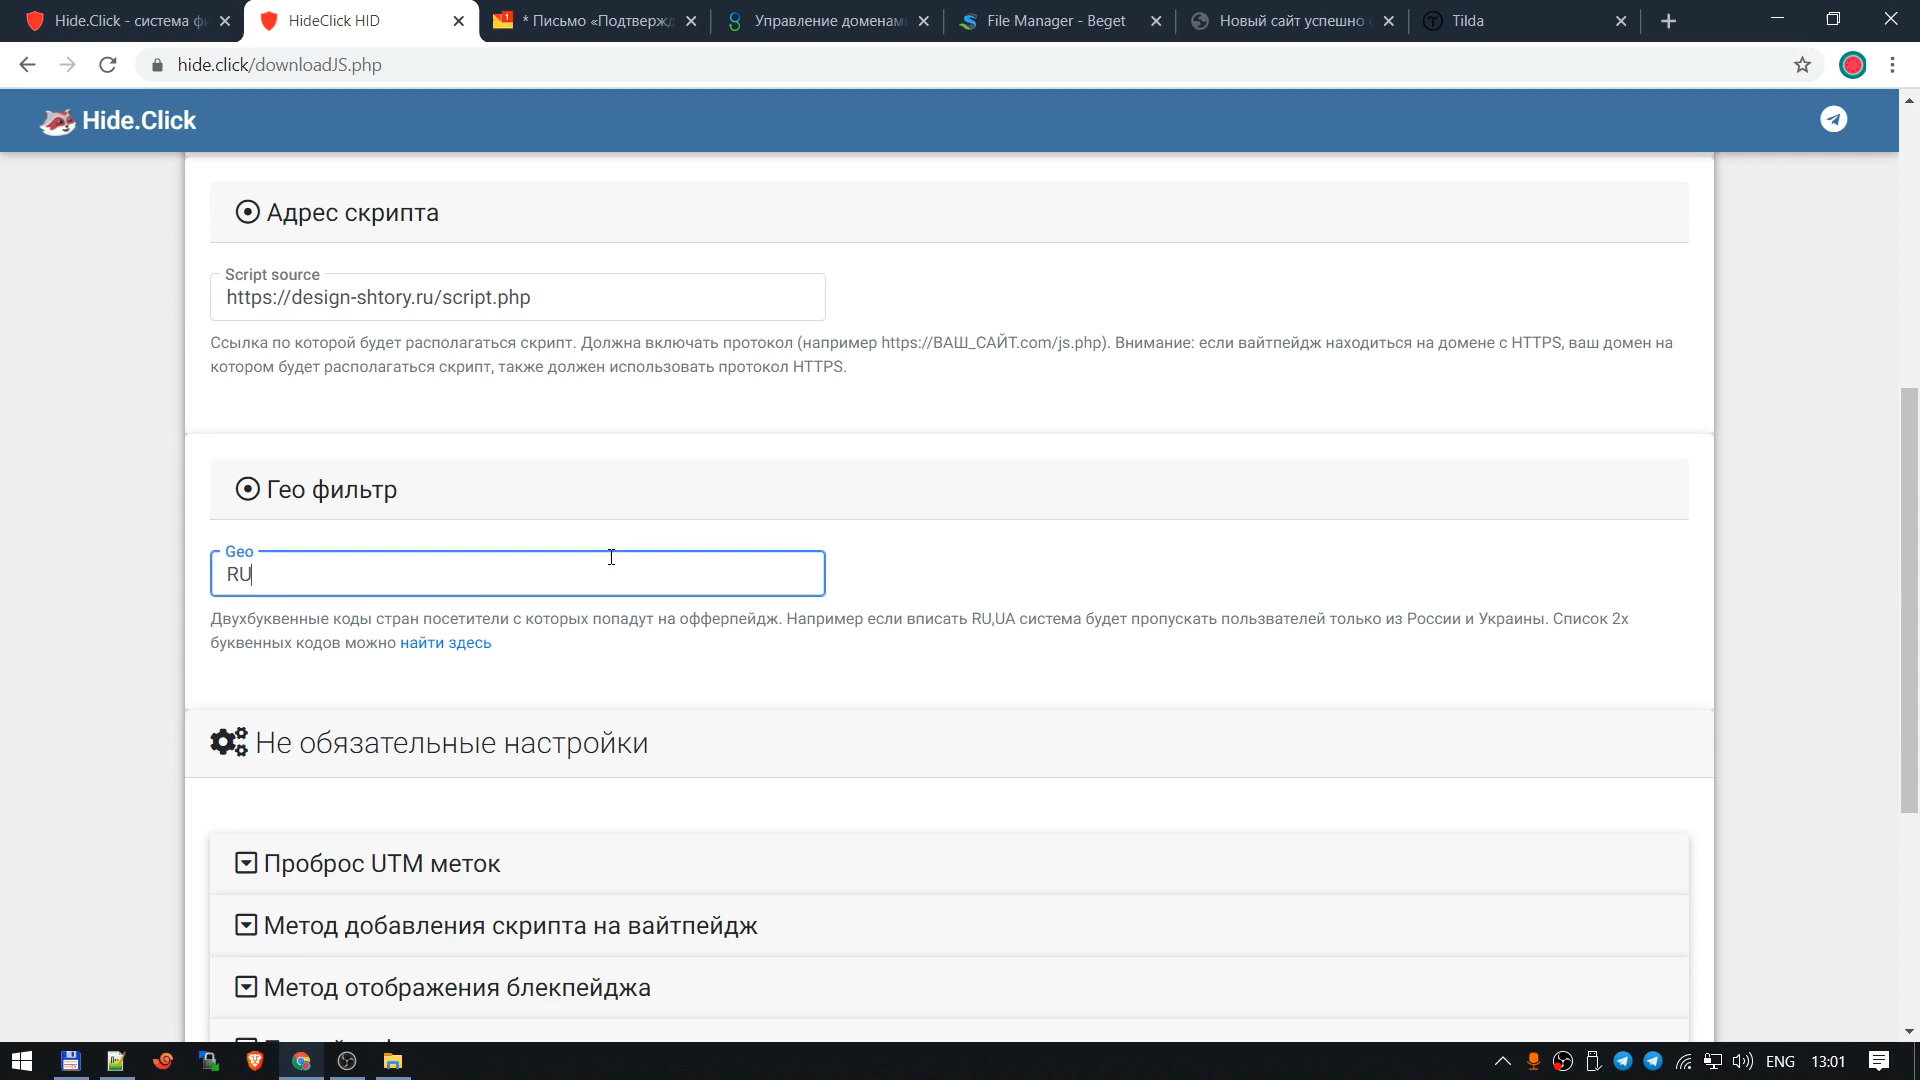 Hide.Click - система ф
HideClick HID
* Письмо «Подтвержд
Управление доменам
File Manager - Beget
Новый сайт успешно
Tilda
hide.click/downloadJS.php
Hide.Click
Адрес скрипта
Script source
https://design-shtory.ru/script.php
Ссылка по которой будет располагаться скрипт. Должна включать протокол (например https://ВАШ_САЙТ.com/js.php). Внимание: если вайтпейдж находиться на домене с HTTPS, ваш домен на
котором будет располагаться скрипт, также должен использовать протокол HTTPS.
Гео фильтр
Geo
RU
Двухбуквенные коды стран посетители с которых попадут на офферпейдж. Например если вписать RU,UA система будет пропускать пользвателей только из России и Украины. Список 2х
буквенных кодов можно найти здесь
Не обязательные настройки
Проброс UTM меток
Метод добавления скрипта на вайтпейдж
Метод отображения блекпейджа
ENG
13:01